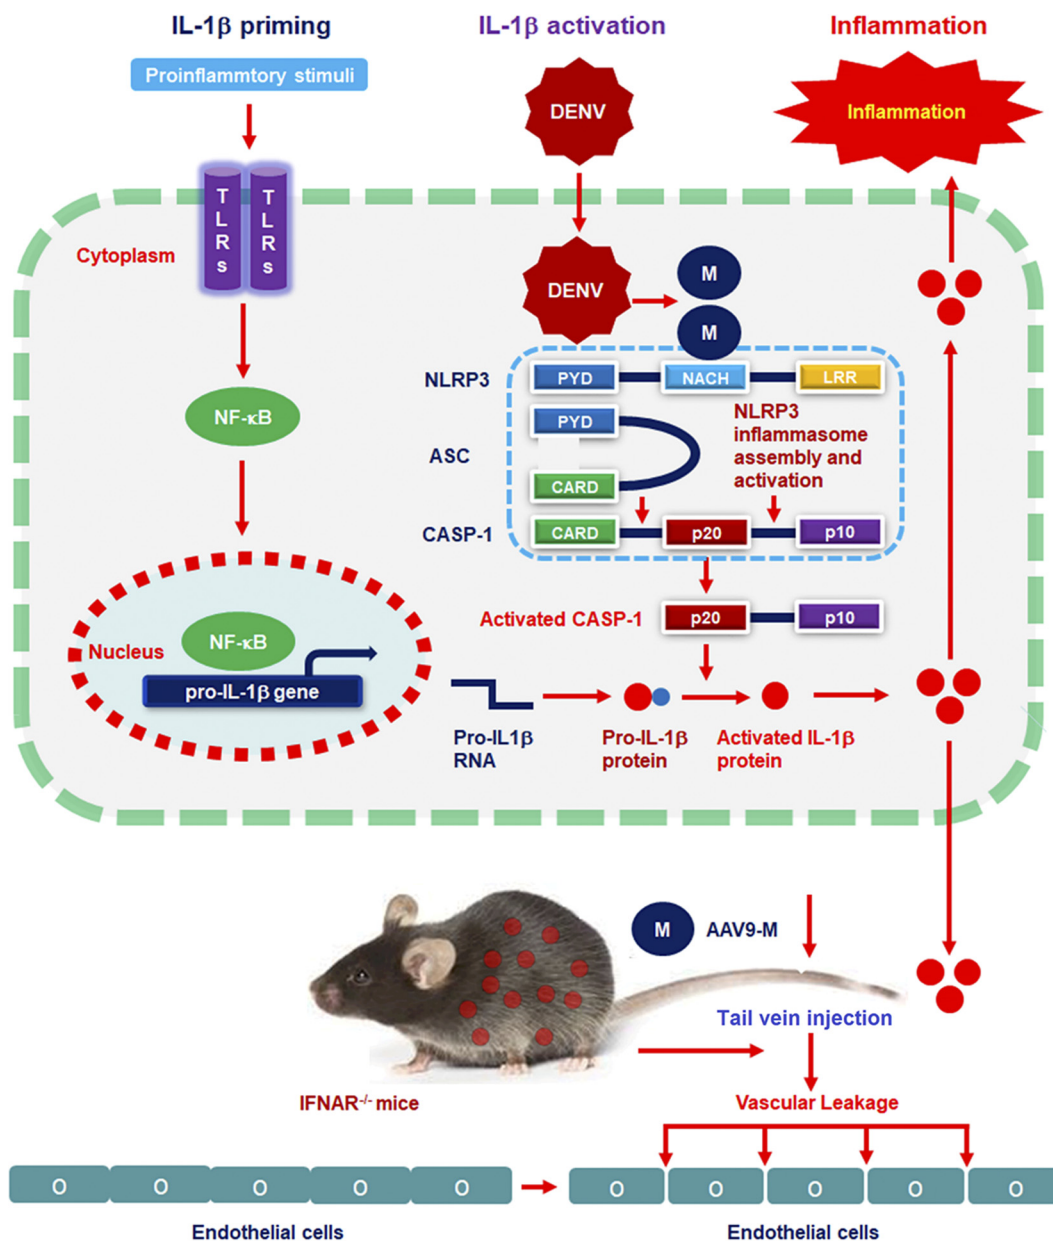 IL-1β priming
IL-1β activation
Inflammation
Proinflammtory stimuli
DENV
Inflammation
TLRs
TLRs
Cytoplasm
DENV
M
M
NLRP3
PYD
NACH
LRR
NF-κB
ASC
PYD
CARD
NLRP3
inflammasome
assembly and
activation
CASP-1
CARD
p20
p10
Activated CASP-1
p20
p10
Nucleus
NF-κB
pro-IL-1β gene
Pro-IL1β
RNA
Pro-IL-1β
protein
Activated IL-1β
protein
M
AAV9-M
Tail vein injection
IFNAR-/- mice
Vascular Leakage
O
O
O
O
O
O
O
O
O
O
Endothelial cells
Endothelial cells